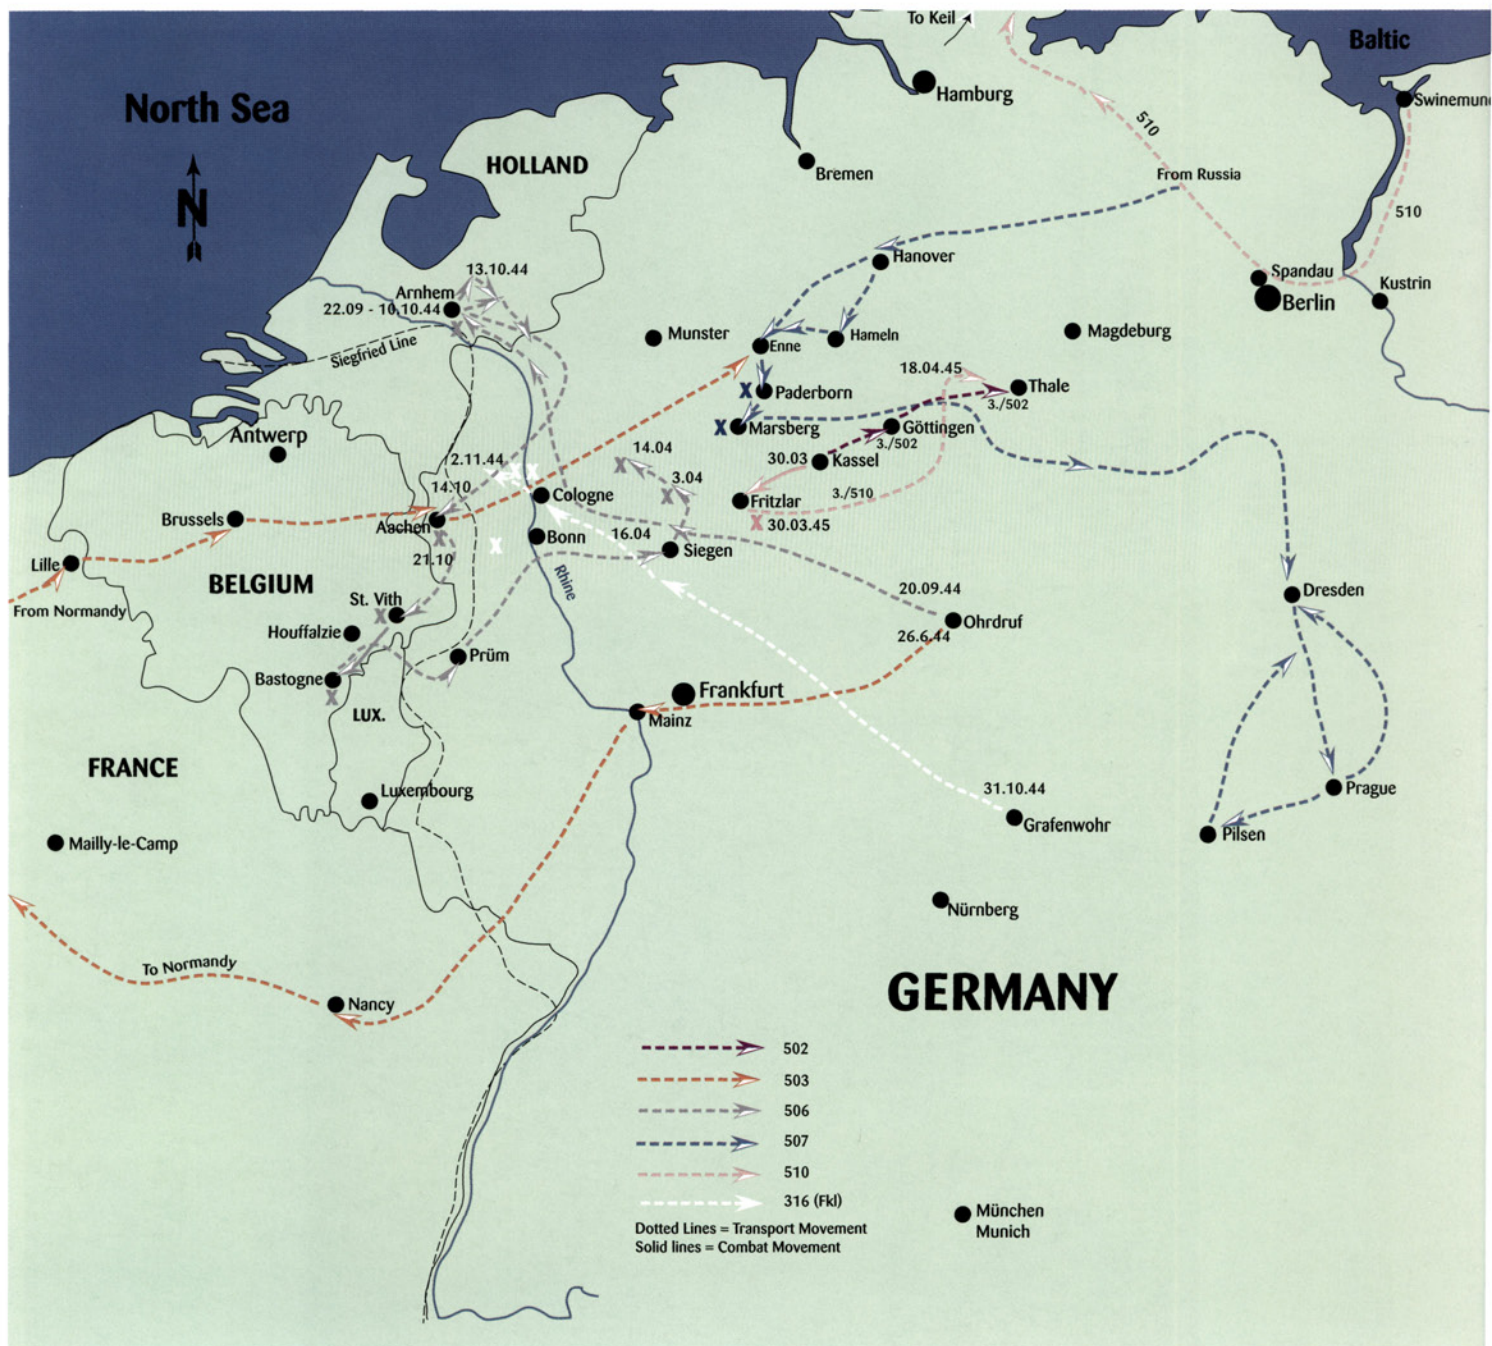 To Keil
Baltic
Hamburg
Swinemund
North Sea
510
HOLLAND
Bremen
From Russia
N
510
Hanover
13.10.44
Spandau
Arnhem
Kustrin
22.09 - 10.10.44
Berlin
Siegfried Line
Munster
Enne
Hameln
Magdeburg
18.04.45
Thale
Paderborn
3./502
X
X
Marsberg
Göttingen
3./502
Antwerp
14.04
2.11.44
30.03
Kassel
3.04
14.10
Cologne
Fritzlar
3./510
Brussels
Aachen
X
30.03.45
Bonn
16.04
Siegen
21.10
Lille
BELGIUM
Rhine
20.09.44
Dresden
From Normandy
St. Vith
Houffalzie
Ohrdruf
26.6.44
Prüm
Bastogne
Frankfurt
LUX.
Mainz
FRANCE
Luxembourg
31.10.44
Prague
Grafenwohr
Pilsen
Mailly-le-Camp
Nürnberg
To Normandy
GERMANY
Nancy
502
503
506
507
510
316 (Fkl)
Dotted Lines = Transport Movement
Solid lines = Combat Movement
München
Munich